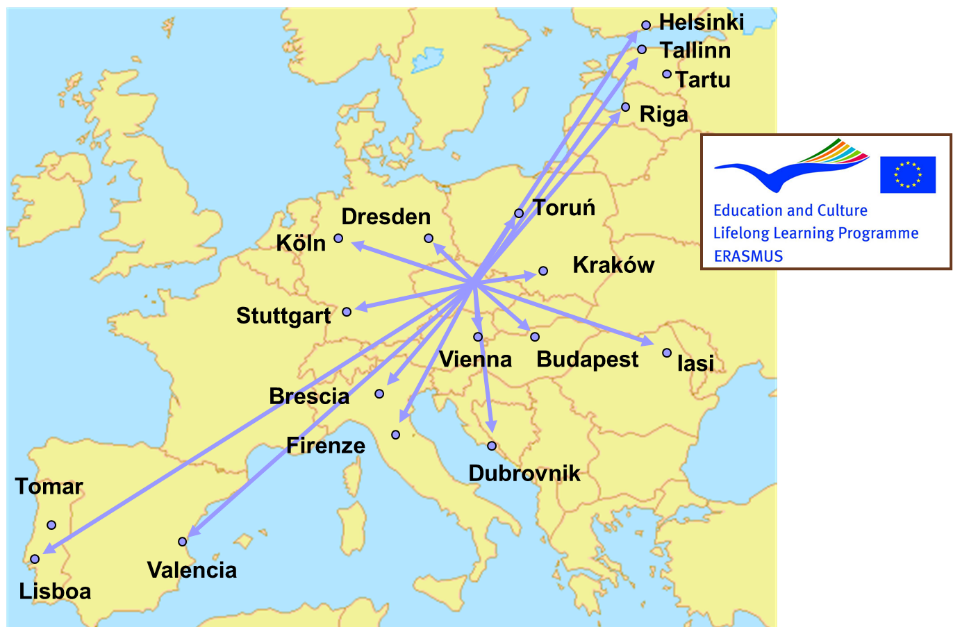 Helsinki
Tallinn
Tartu
Riga
Education and Culture
Lifelong Learning Programme
ERASMUS
Toruń
Dresden
Köln
Kraków
Stuttgart
Vienna
Budapest
Iasi
Brescia
Firenze
Dubrovnik
Tomar
Valencia
Lisboa